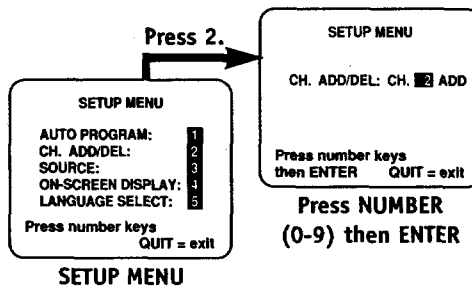 Press 2.
SETUP MENU
AUTO PROGRAM: 1
CH. ADD/DEL: 2
SOURCE: 3
ON-SCREEN DISPLAY: 4
LANGUAGE SELECT: 5
Press number keys
QUIT = exit
SETUP MENU
SETUP MENU
CH. ADD/DEL: CH. 2 ADD
Press number keys
then ENTER QUIT = exit
Press NUMBER
(0-9) then ENTER